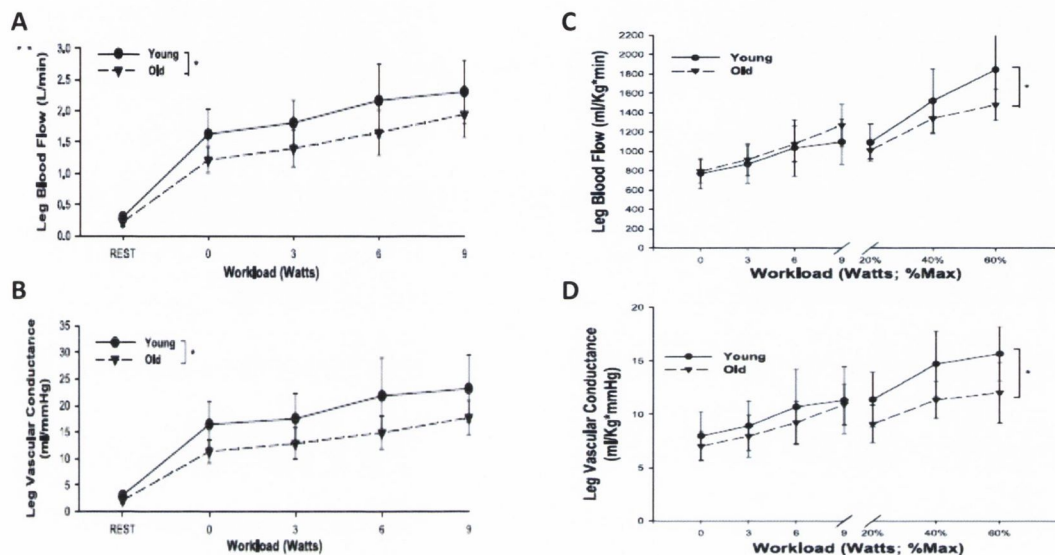 A
Leg Blood Flow (L/min)
3.0
2.5
2.0
1.5
1.0
0.5
0.0
Young
Old
*
REST 0 3 6 9
Workload (Watts)
B
Leg Vascular Conductance
(ml/mmHg)
35
30
25
20
15
10
5
0
Young
Old
*
REST 0 3 6 9
Workload (Watts)
C
Leg Blood Flow (ml/Kg*min)
2200
2000
1800
1600
1400
1200
1000
800
600
400
200
0
Young
Old
*
0 3 6 9 20% 40% 60%
Workload (Watts; %Max)
D
Leg Vascular Conductance
(ml/Kg*mmHg)
20
15
10
5
0
Young
Old
*
0 3 6 9 20% 40% 60%
Workload (Watts; %Max)